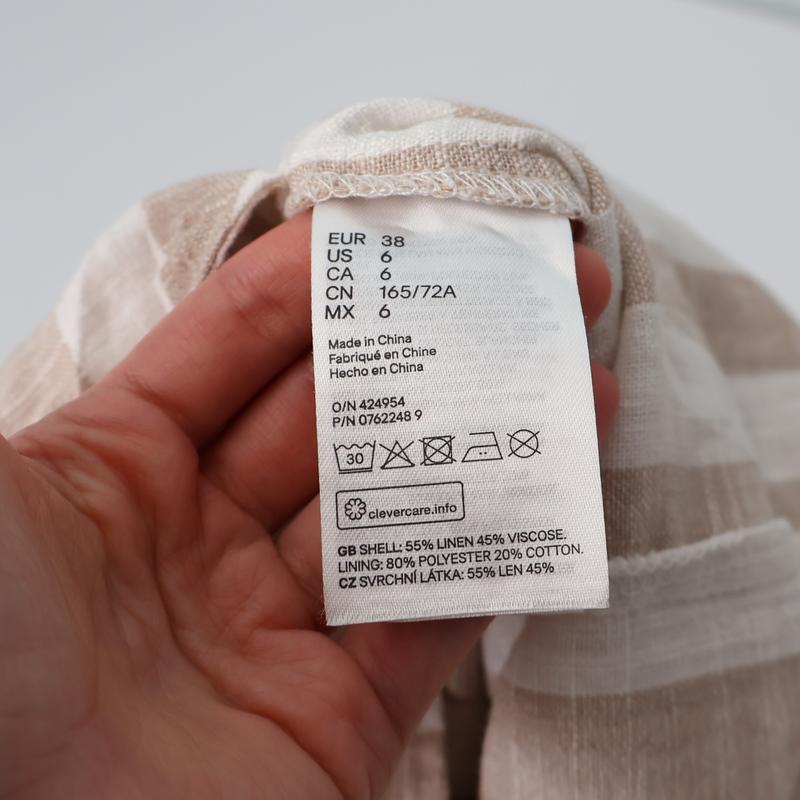 EUR 38
US 6
CA 6
CN 165/72A
MX 6
Made in China
Fabriqué en Chine
Hecho en China
O/N 424954
P/N 0762248 9
30
clevercare.info
GB SHELL: 55% LINEN 45% VISCOSE.
LINING: 80% POLYESTER 20% COTTON.
CZ SVRCHNÍ LÁTKA: 55% LEN 45%